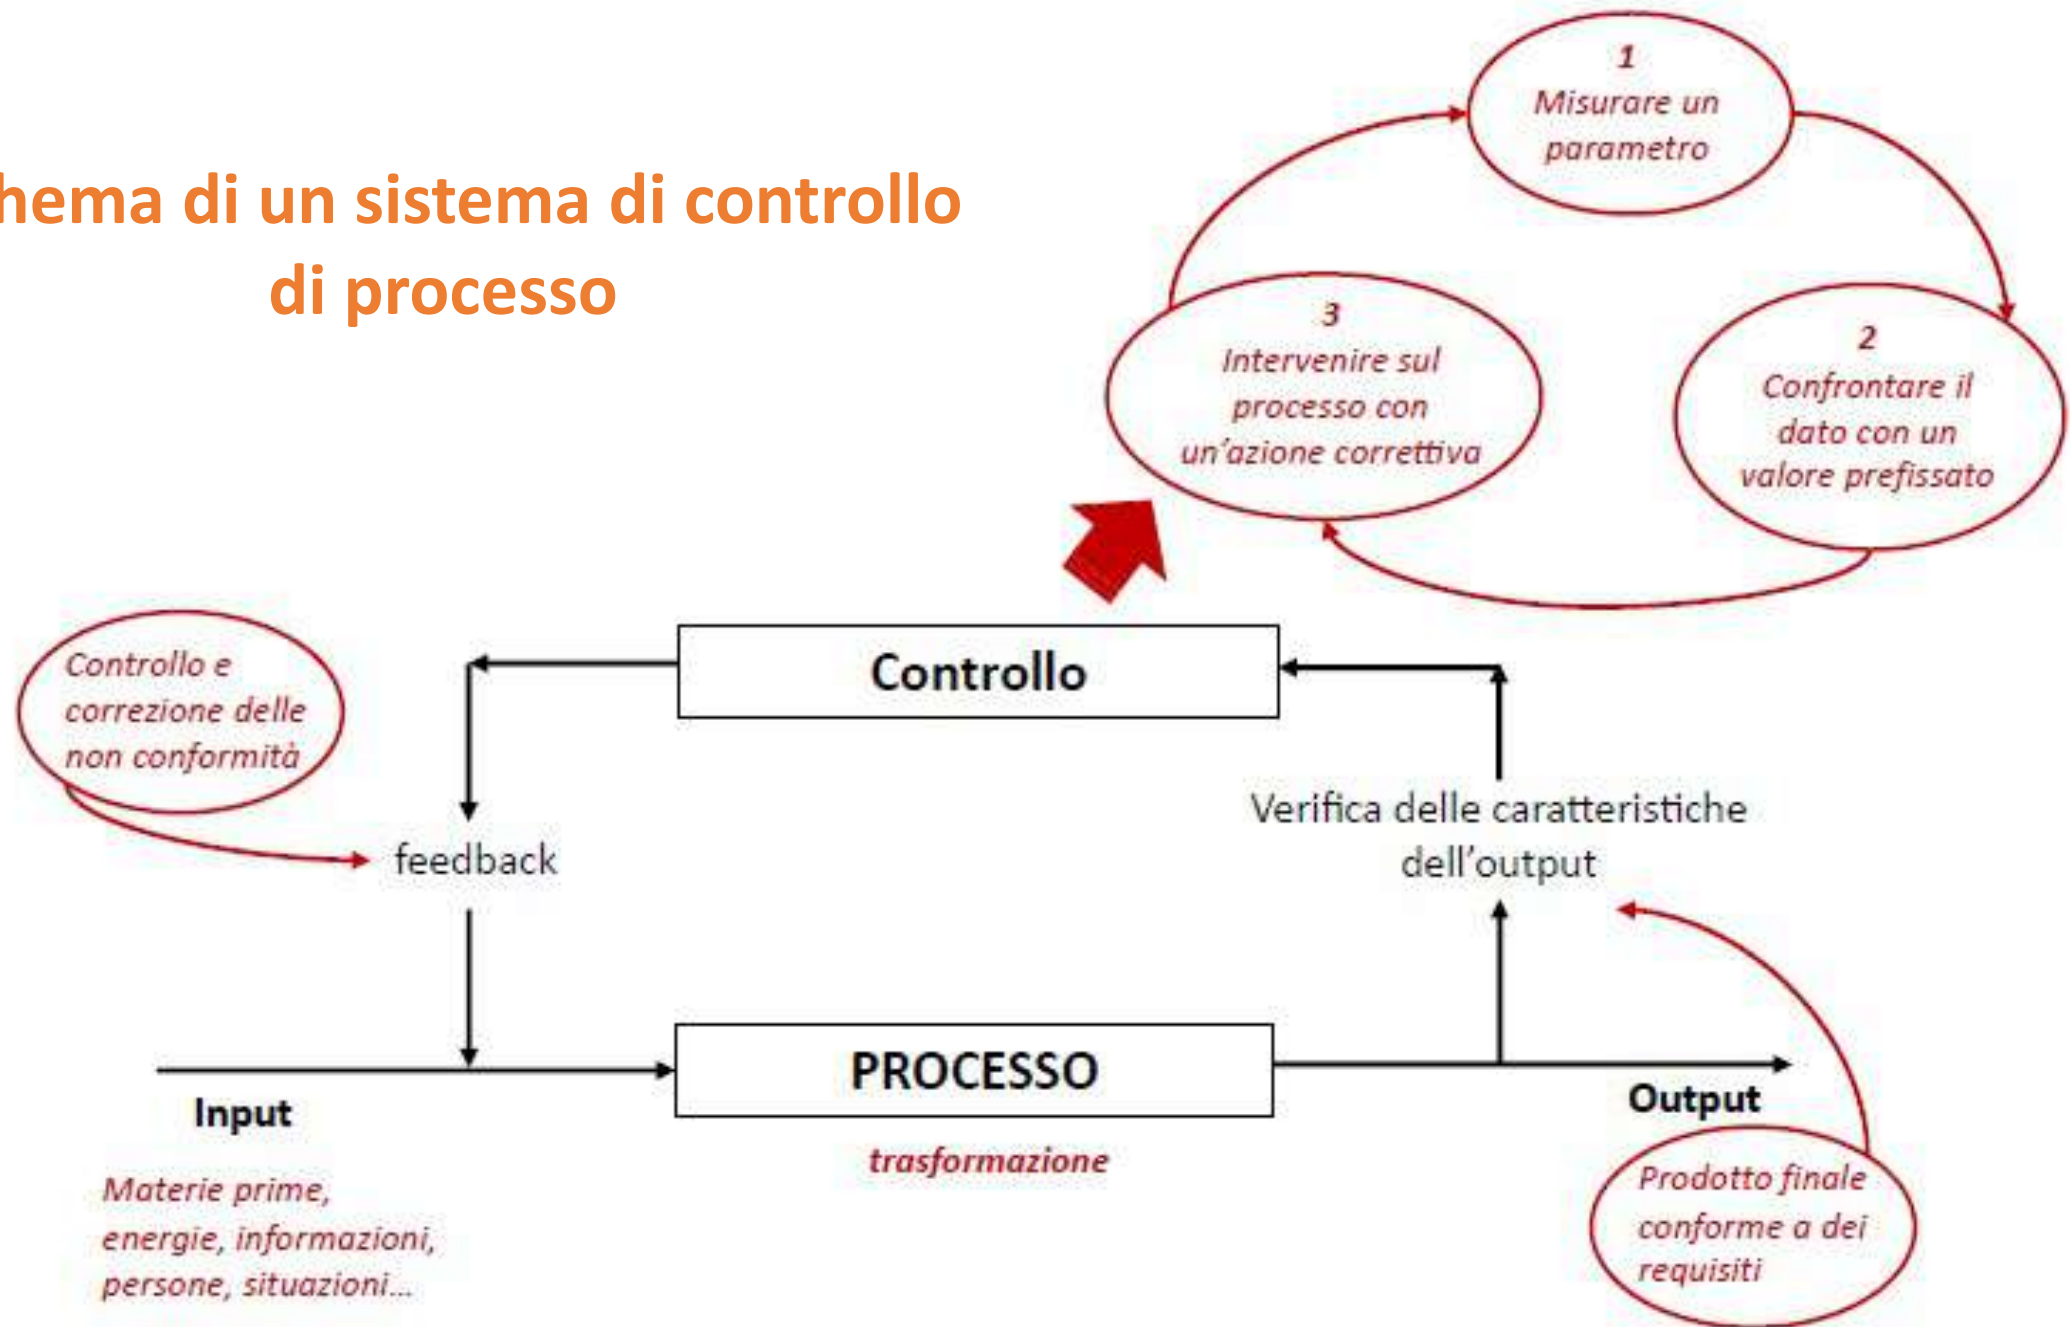 hema di un sistema di controllo
di processo
1
Misurare un
parametro
2
Confrontare il
dato con un
valore prefissato
3
Intervenire sul
processo con
un'azione correttiva
Controllo
Controllo e
correzione delle
non conformità
feedback
Verifica delle caratteristiche
dell'output
PROCESSO
trasformazione
Input
Materie prime,
energie, informazioni,
persone, situazioni...
Output
Prodotto finale
conforme a dei
requisiti